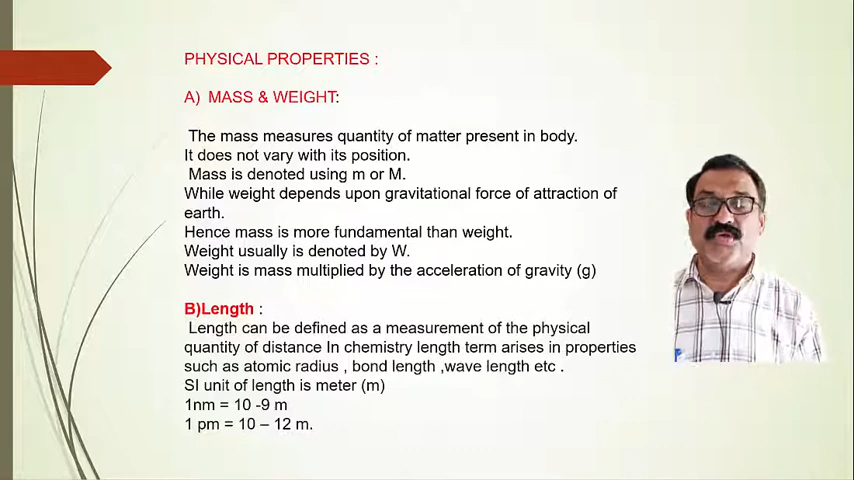 PHYSICAL PROPERTIES :
A) MASS & WEIGHT:
The mass measures quantity of matter present in body.
It does not vary with its position.
Mass is denoted using m or M.
While weight depends upon gravitational force of attraction of
earth.
Hence mass is more fundamental than weight.
Weight usually is denoted by W.
Weight is mass multiplied by the acceleration of gravity (g)
B)Length :
Length can be defined as a measurement of the physical
quantity of distance In chemistry length term arises in properties
such as atomic radius , bond length ,wave length etc .
SI unit of length is meter (m)
1nm = 10 -9 m
1 pm = 10 – 12 m.